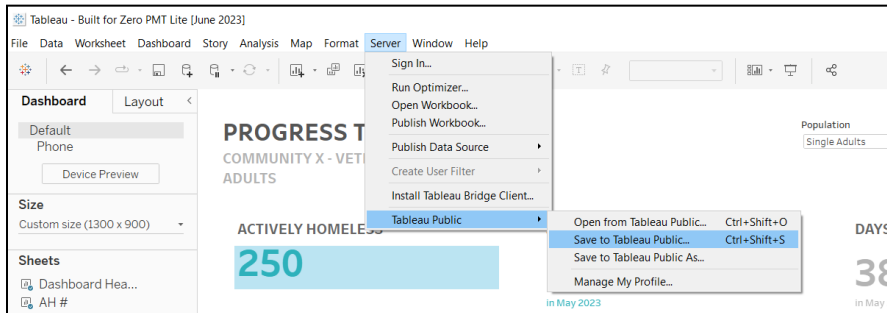 Tableau - Built for Zero PMT Lite [June 2023]
File Data Worksheet Dashboard Story Analysis Map Format Server Window Help
Sign In...
Run Optimizer...
Open Workbook...
Publish Workbook...
Publish Data Source
Create User Filter
Install Tableau Bridge Client...
Tableau Public
Open from Tableau Public... Ctrl+Shift+O
Save to Tableau Public... Ctrl+Shift+S
Save to Tableau Public As...
Manage My Profile...
Dashboard Layout
Default
Phone
Device Preview
Size
Custom size (1300 x 900)
Sheets
Dashboard Hea...
AH #
PROGRESS
COMMUNITY X -
ADULTS
Population
Single Adults
ACTIVELY HOMELESS
250
in May 2023
DAYS
in May